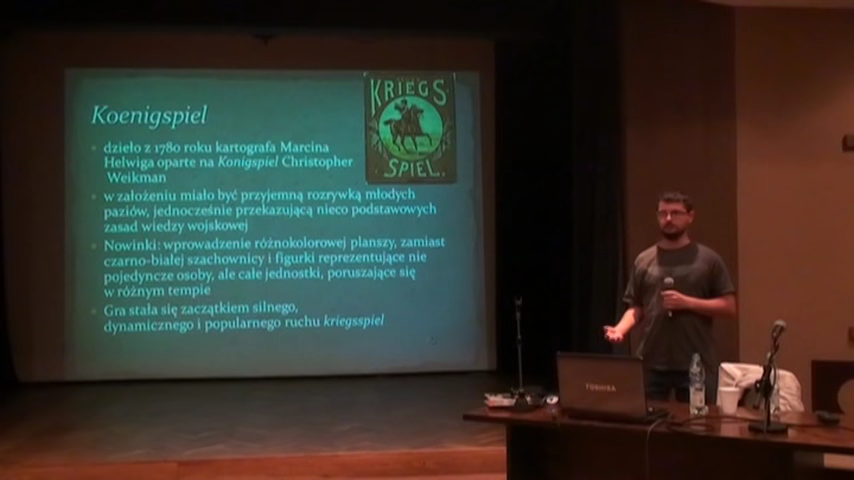 Koenigspiel
dzieło z 1780 roku kartografa Marcina
Helwiga oparte na Konigspiel Christopher
Weikman
w założeniu miało być przyjemną rozrywką młodych
paziów, jednocześnie przekazującą nieco podstawowych
zasad wiedzy wojskowej
Nowinki: wprowadzenie różnokolorowej planszy, zamiast
czarno-białej szachownicy i figurki reprezentujące nie
pojedyncze osoby, ale całe jednostki, poruszające się
w różnym tempie
Gra stała się zaczątkiem silnego,
dynamicznego i popularnego ruchu kriegsspiel
KRIEGS
SPIEL.
TOSHIBA